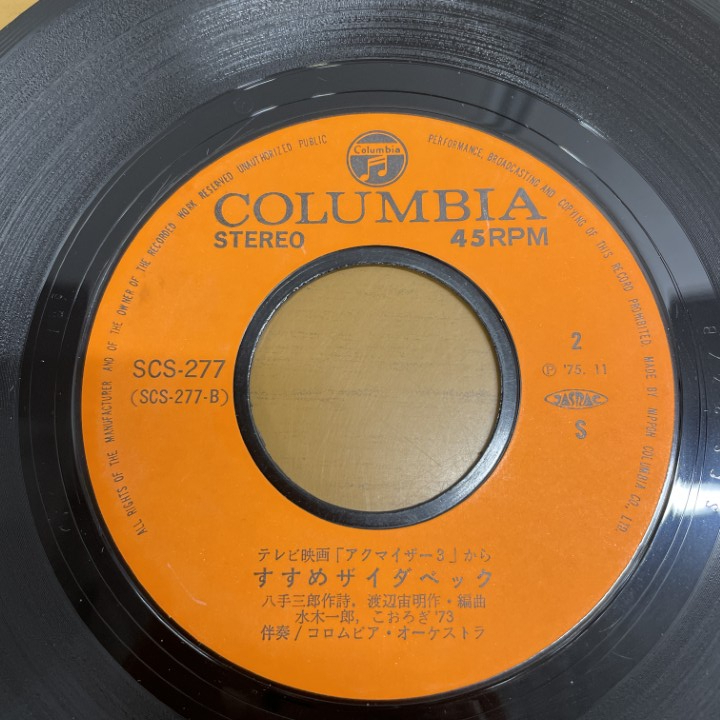 ALL RIGHTS OF THE MANUFACTURER AND OF THE OWNER OF THE RECORDED WORK RESERVED UNAUTHORIZED PUBLIC PERFORMANCE, BROADCASTING AND COPYING OF THIS RECORD PROHIBITED. MADE BY NIPPON COLUMBIA CO., LTD.
Columbia
COLUMBIA
STEREO 45RPM
SCS-277
(SCS-277-B)
2
Ⓟ '75. 11
JASRAC
S
テレビ映画「アクマイザー3」から
すすめザイダベック
八手三郎作詩, 渡辺宙明作・編曲
水木一郎, こおろぎ'73
伴奏/コロムビア・オーケストラ